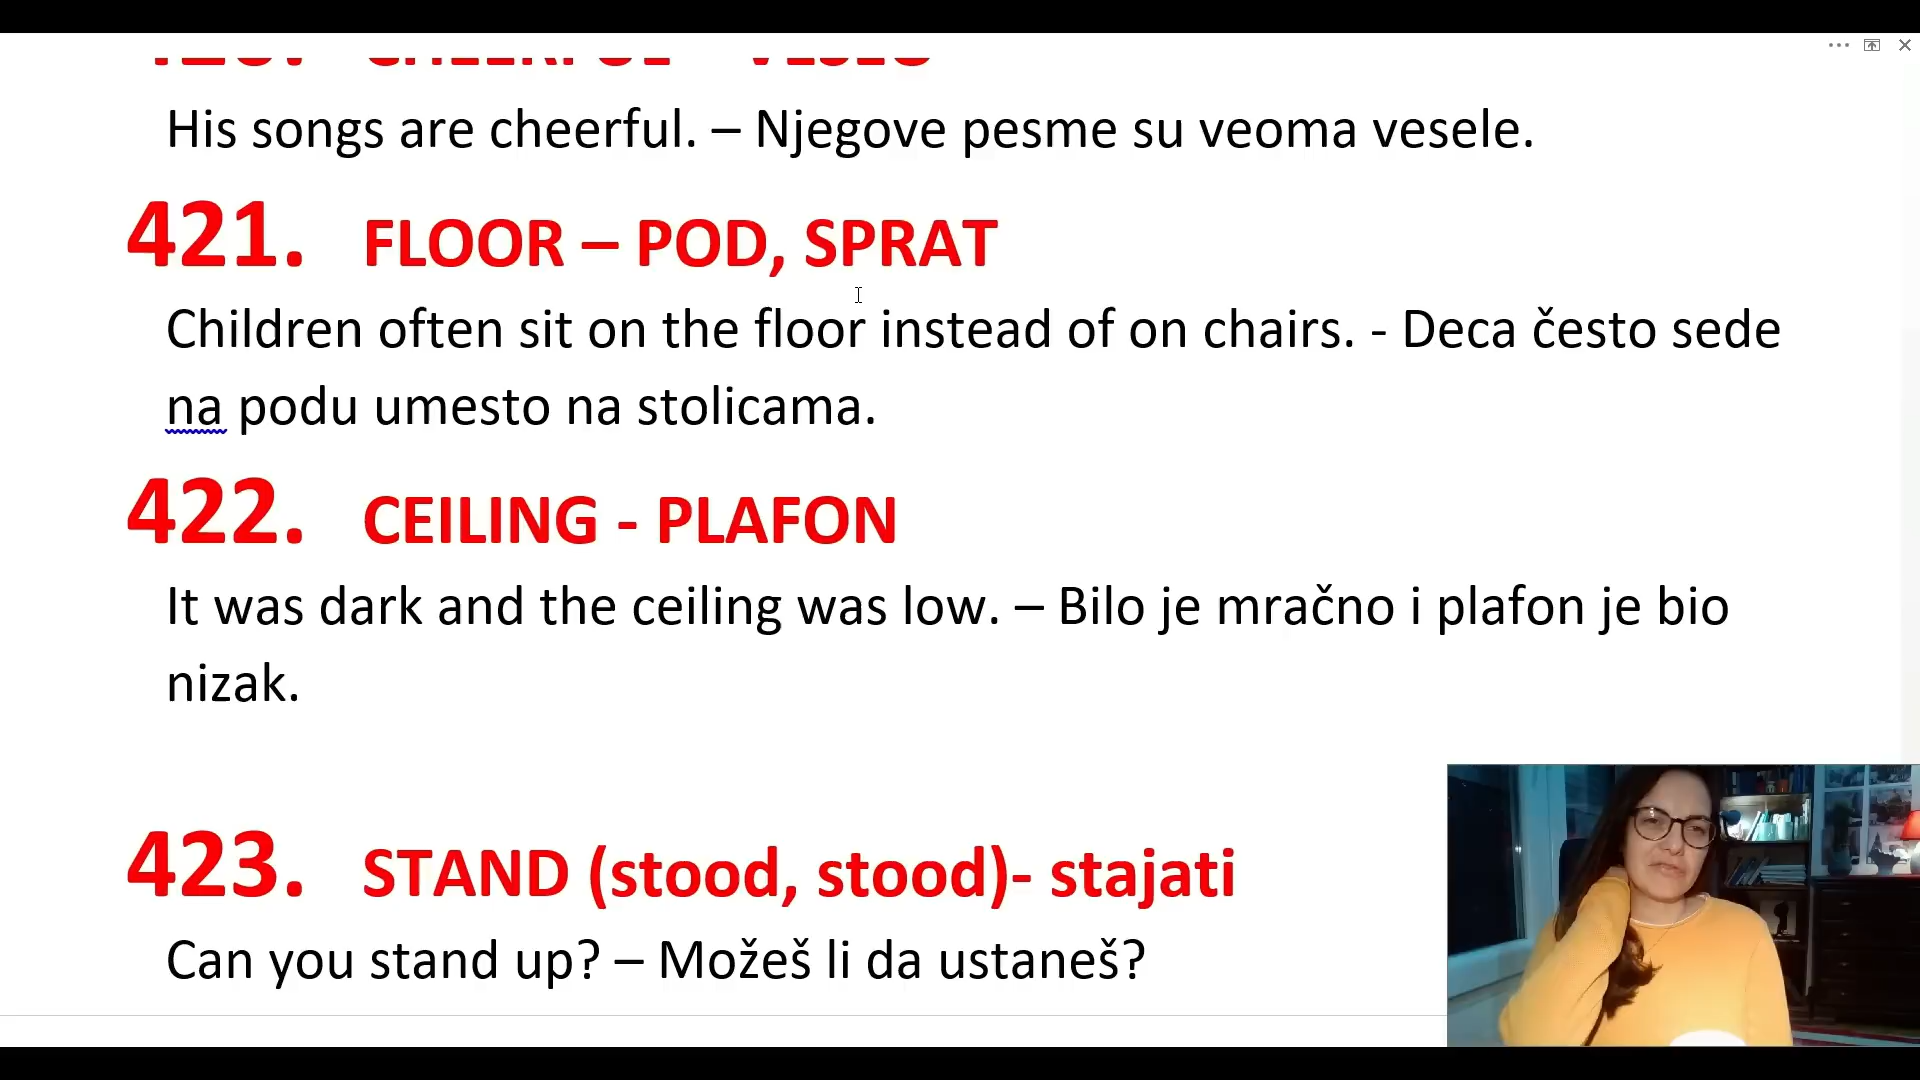 His songs are cheerful. – Njegove pesme su veoma vesele.
421. FLOOR – POD, SPRAT
Children often sit on the floor instead of on chairs. - Deca često sede
na podu umesto na stolicama.
422. CEILING - PLAFON
It was dark and the ceiling was low. – Bilo je mračno i plafon je bio
nizak.
423. STAND (stood, stood)- stajati
Can you stand up? – Možeš li da ustaneš?